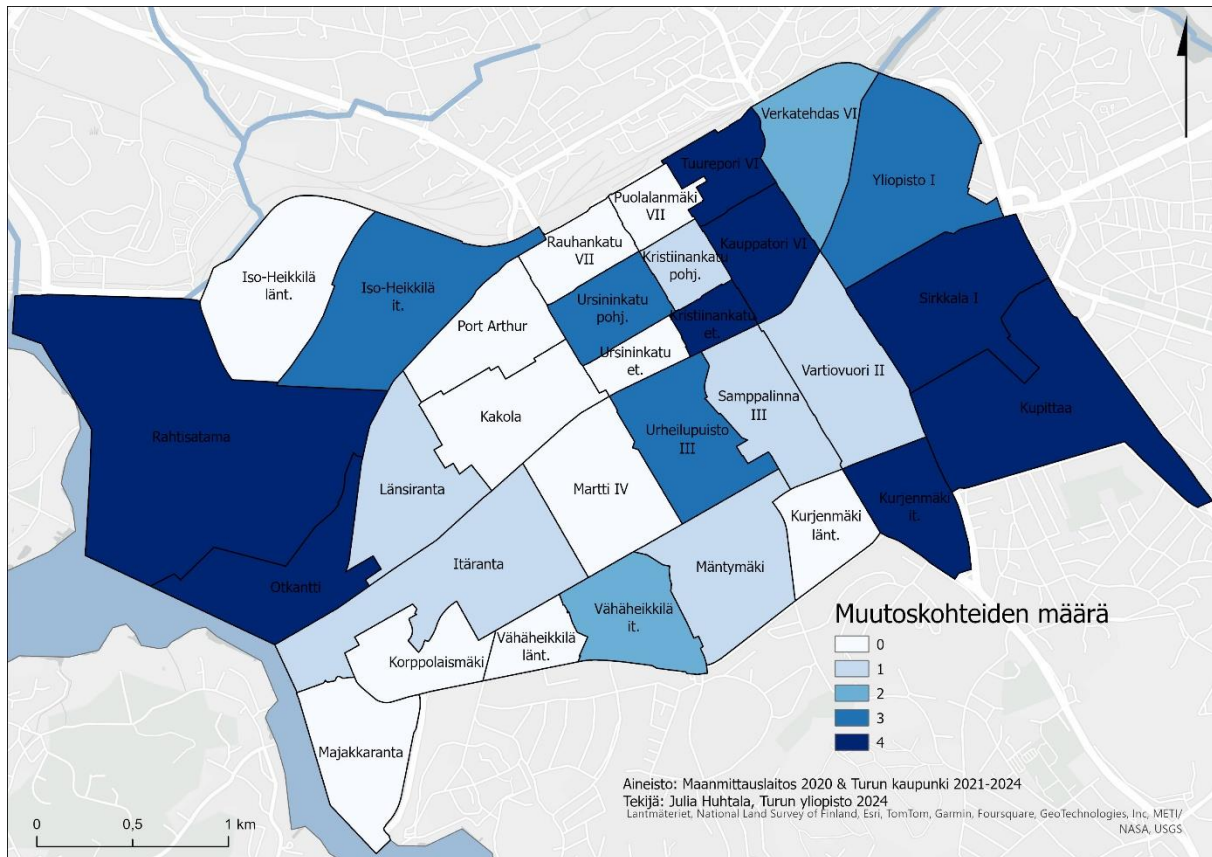 Verkatehdas VI
Tuurepori VI
Yliopisto I
Puolalanmäki
VII
Rauhankatu
VII
Kristiinankatu
pohj.
Kauppatori VI
Iso-Heikkilä
länt.
Iso-Heikkilä
it.
Ursininkatu
pohj.
Sirkkala I
Port Arthur
Kristiinankatu
et.
Ursininkatu
et.
Vartiovuori II
Samppalinna
III
Kakola
Kupittaa
Urheilupuisto
III
Rahtisatama
Länsiranta
Martti IV
Kurjenmäki
länt.
Kurjenmäki
it.
Itäranta
Mäntymäki
Otkantti
Vähäheikkilä
it.
Vähäheikkilä
länt.
Korppolaismäki
Majakkaranta
Muutoskohteiden määrä
0
1
2
3
4
Aineisto: Maanmittauslaitos 2020 & Turun kaupunki 2021-2024
Tekijä: Julia Huhtala, Turun yliopisto 2024
Lantmäteriet, National Land Survey of Finland, Esri, TomTom, Garmin, Foursquare, GeoTechnologies, Inc, METI/
NASA, USGS
0 0,5 1 km